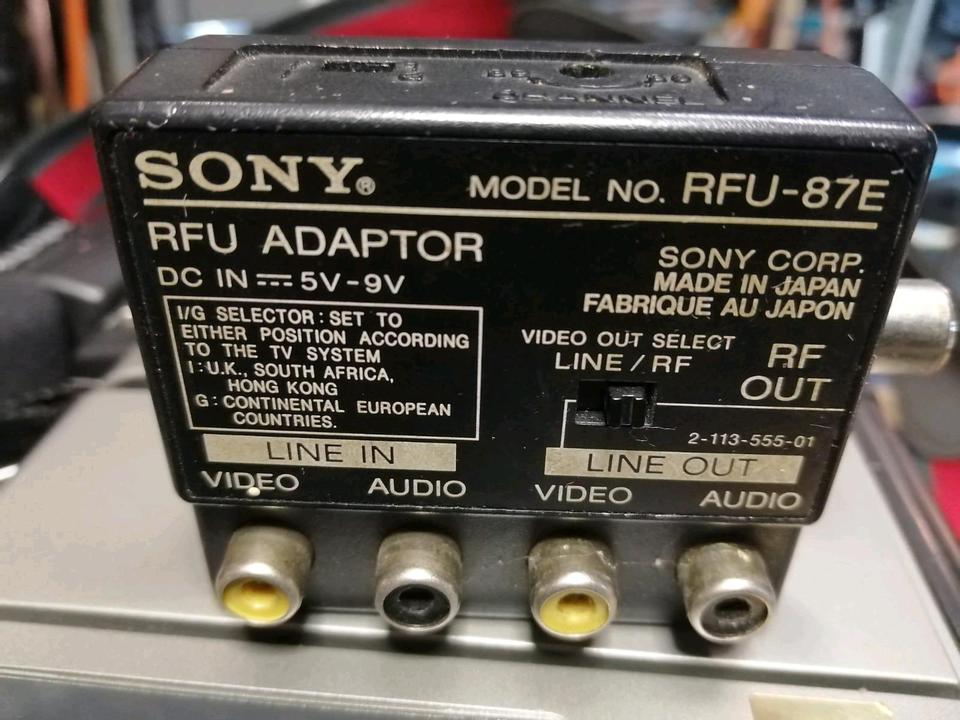 I
G
36
CHANNEL
SONY®
MODEL NO. RFU-87E
RFU ADAPTOR
DC IN ⎓ 5V-9V
SONY CORP.
MADE IN JAPAN
FABRIQUE AU JAPON
I/G SELECTOR: SET TO
EITHER POSITION ACCORDING
TO THE TV SYSTEM
I: U.K., SOUTH AFRICA,
HONG KONG
G: CONTINENTAL EUROPEAN
COUNTRIES.
VIDEO OUT SELECT
LINE / RF
RF
OUT
2-113-555-01
LINE IN
VIDEO AUDIO
LINE OUT
VIDEO AUDIO